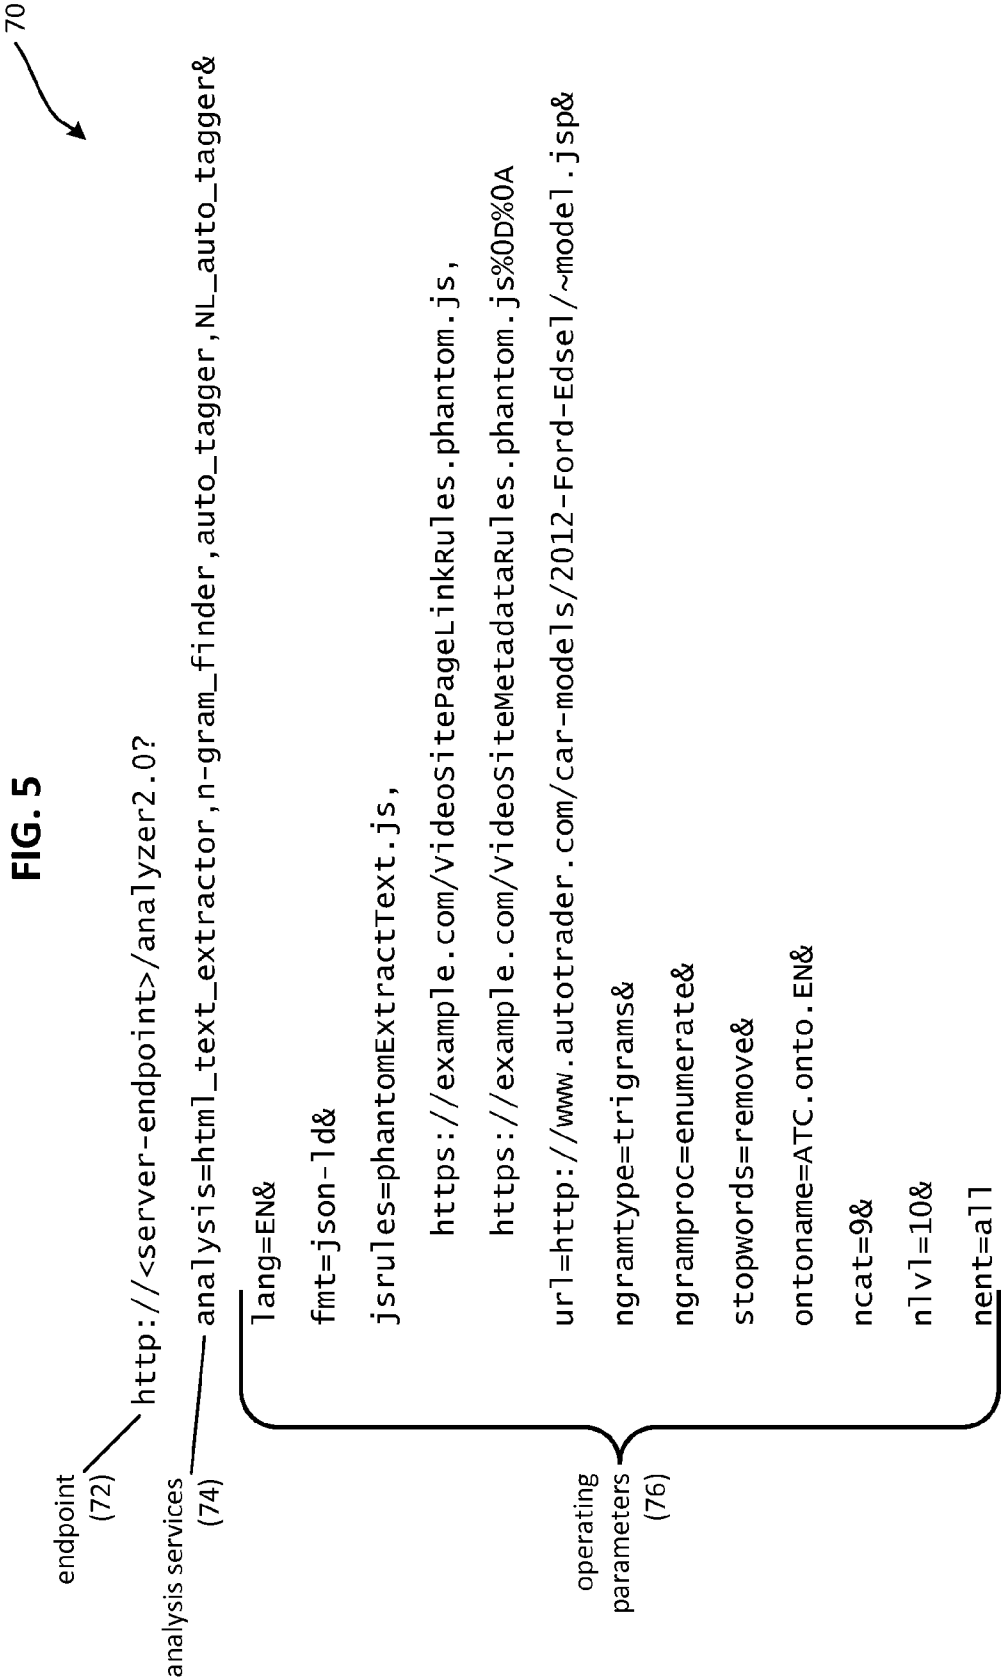 FIG. 5
70
endpoint
(72)
http://<server-endpoint>/analyzer2.0?
analysis services
(74)
analysis=html_text_extractor,n-gram_finder,auto_tagger,NL_auto_tagger&
operating
parameters
(76)
lang=EN&
fmt=json-ld&
jsrules=phantomExtractText.js,
https://example.com/videoSitePageLinkRules.phantom.js,
https://example.com/videoSiteMetadataRules.phantom.js%0D%0A
url=http://www.autotrader.com/car-models/2012-Ford-Edsel/~model.jsp&
ngramtype=trigrams&
ngramproc=enumerate&
stopwords=remove&
ontoname=ATC.onto.EN&
ncat=9&
nlvl=10&
nent=all